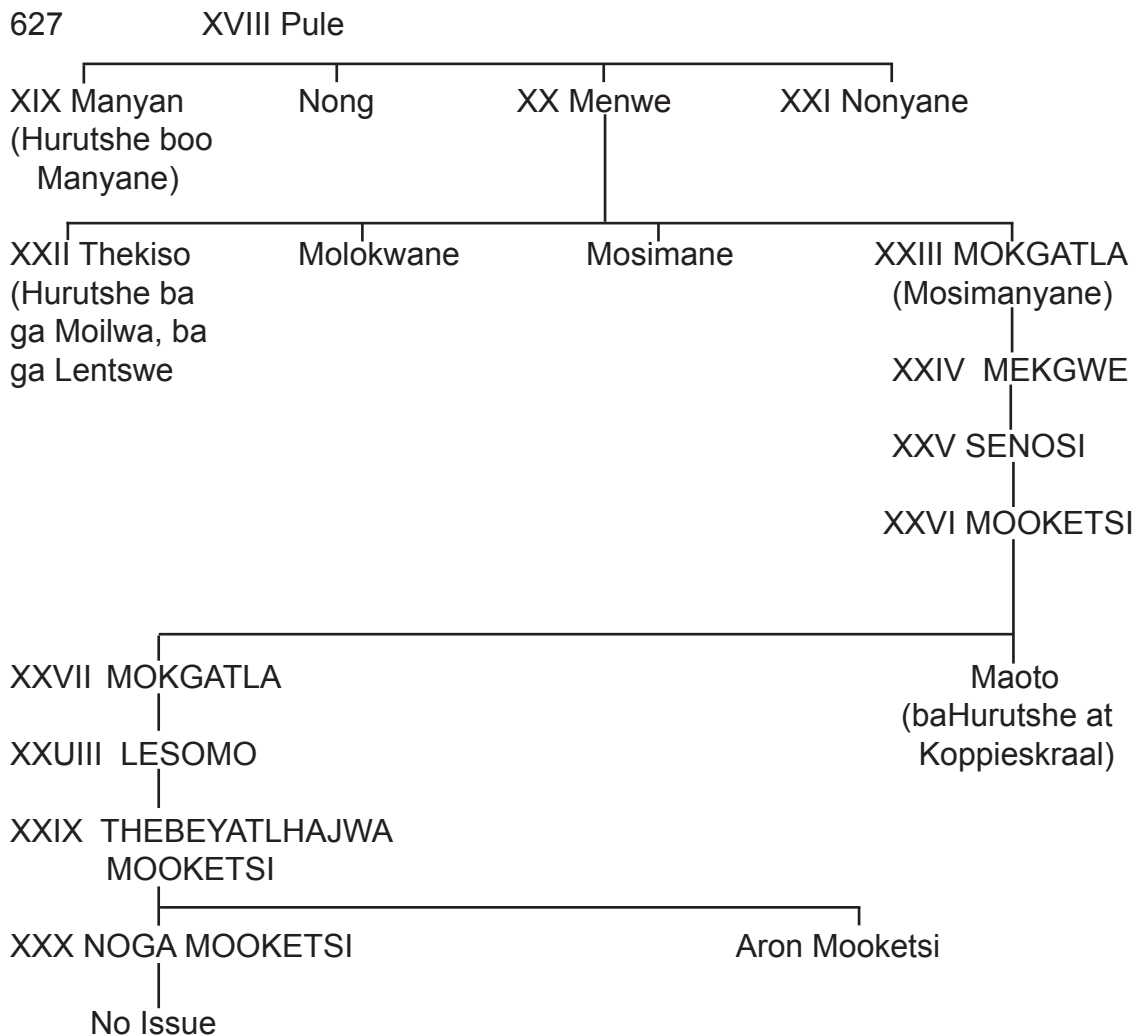 627 XVIII Pule
XIX Manyan Nong XX Menwe XXI Nonyane
(Hurutshe boo
Manyane)
XXII Thekiso Molokwane Mosimane XXIII MOKGATLA
(Hurutshe ba (Mosimanyane)
ga Moilwa, ba
ga Lentswe XXIV MEKGWE
XXV SENOSI
XXVI MOOKETSI
XXVII MOKGATLA Maoto
(baHurutshe at
XXUIII LESOMO Koppieskraal)
XXIX THEBEYATLHAJWA
MOOKETSI
XXX NOGA MOOKETSI Aron Mooketsi
No Issue